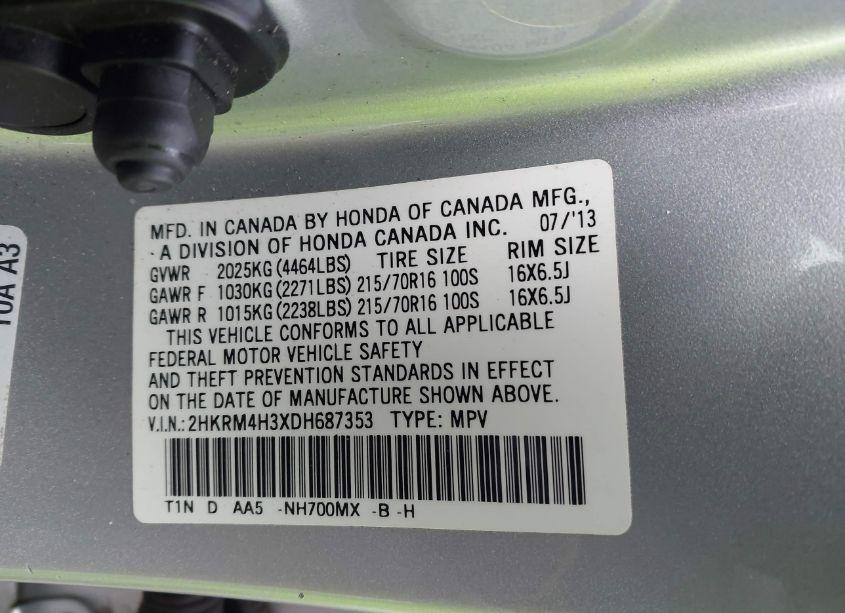 MFD. IN CANADA BY HONDA OF CANADA MFG.,
A DIVISION OF HONDA CANADA INC. 07/'13
GVWR 2025KG(4464LBS) TIRE SIZE RIM SIZE
GAWR F 1030KG(2271LBS) 215/70R16 100S 16X6.5J
GAWR R 1015KG(2238LBS) 215/70R16 100S 16X6.5J
THIS VEHICLE CONFORMS TO ALL APPLICABLE
FEDERAL MOTOR VEHICLE SAFETY
AND THEFT PREVENTION STANDARDS IN EFFECT
ON THE DATE OF MANUFACTURE SHOWN ABOVE.
V.I.N.: 2HKRM4H3XDH687353 TYPE: MPV
T1N D AA5 -NH700MX -B -H
10A A3